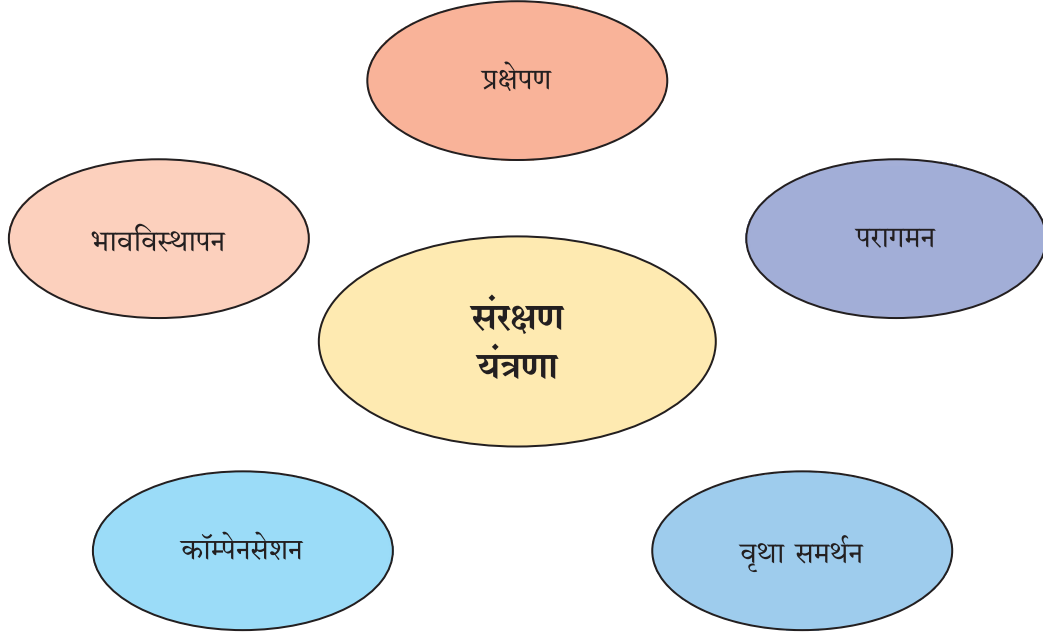 प्रक्षेपण
भावविस्थापन
परागमन
संरक्षण
यंत्रणा
कॉम्पेनसेशन
वृथा समर्थन